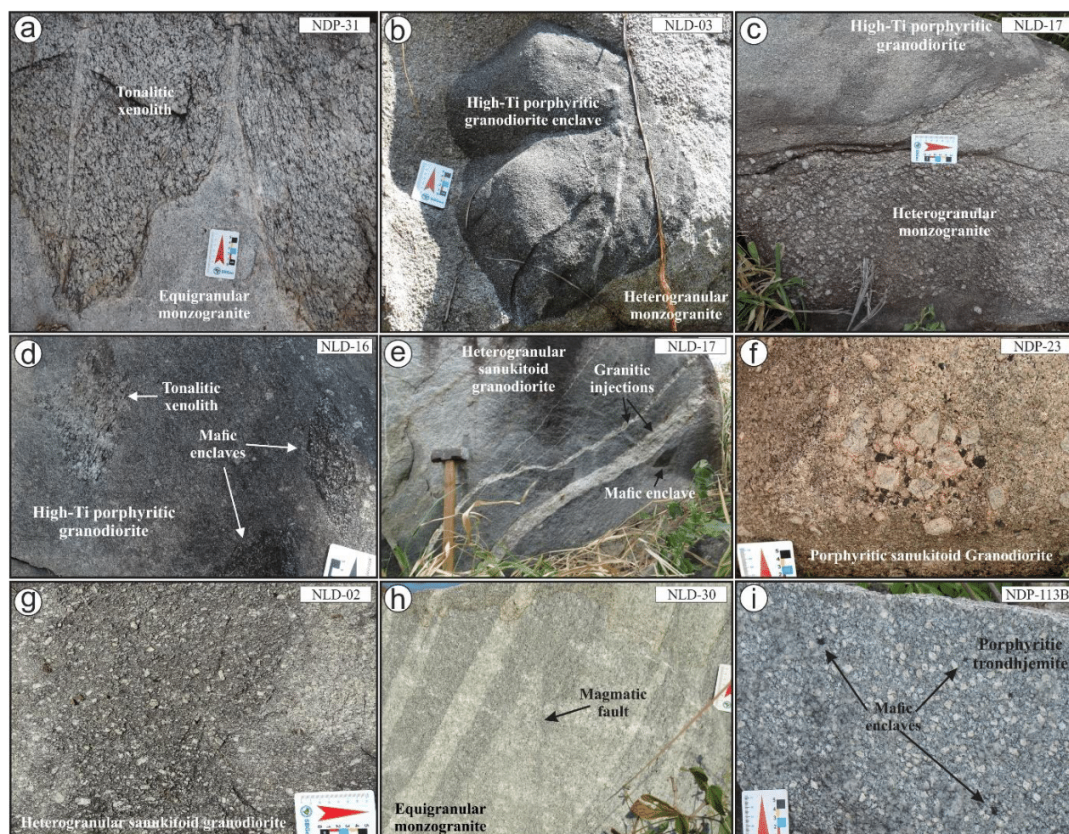 a
NDP-31
Tonalitic
xenolith
Equigranular
monzogranite
b
NLD-03
High-Ti porphyritic
granodiorite enclave
Heterogranular
monzogranite
c
High-Ti porphyritic
granodiorite
NLD-17
Heterogranular
monzogranite
d
NLD-16
Tonalitic
xenolith
Mafic
enclaves
High-Ti porphyritic
granodiorite
e
Heterogranular
sanukitoid
granodiorite
NLD-17
Granitic
injections
Mafic enclave
f
NDP-23
Porphyritic sanukitoid Granodiorite
g
NLD-02
Heterogranular sanukitoid granodiorite
h
NLD-30
Magmatic
fault
Equigranular
monzogranite
i
NDP-113B
Porphyritic
trondhjemite
Mafic
enclaves